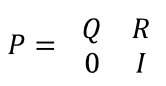 P = Q R
0 I